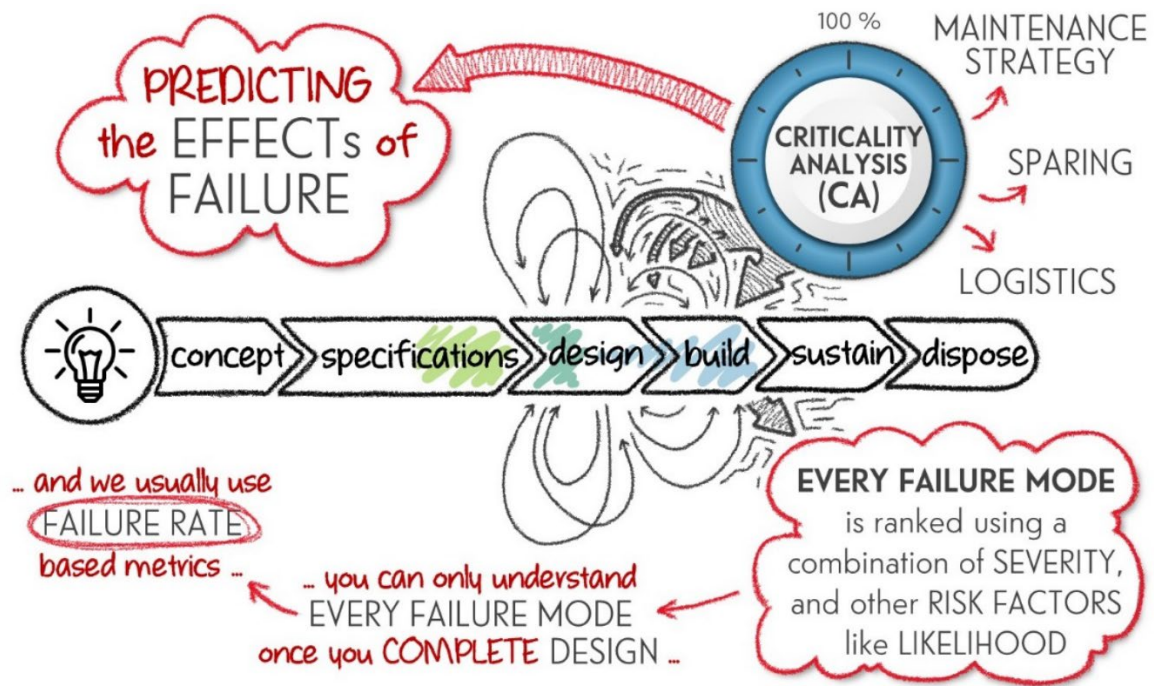 PREDICTING
the EFFECTs of
FAILURE
100 %
CRITICALITY
ANALYSIS
(CA)
MAINTENANCE
STRATEGY
SPARING
LOGISTICS
concept
specifications
design
build
sustain
dispose
EVERY FAILURE MODE
is ranked using a
combination of SEVERITY,
and other RISK FACTORS
like LIKELIHOOD
... you can only understand
EVERY FAILURE MODE
once you COMPLETE DESIGN ...
... and we usually use
FAILURE RATE
based metrics ...